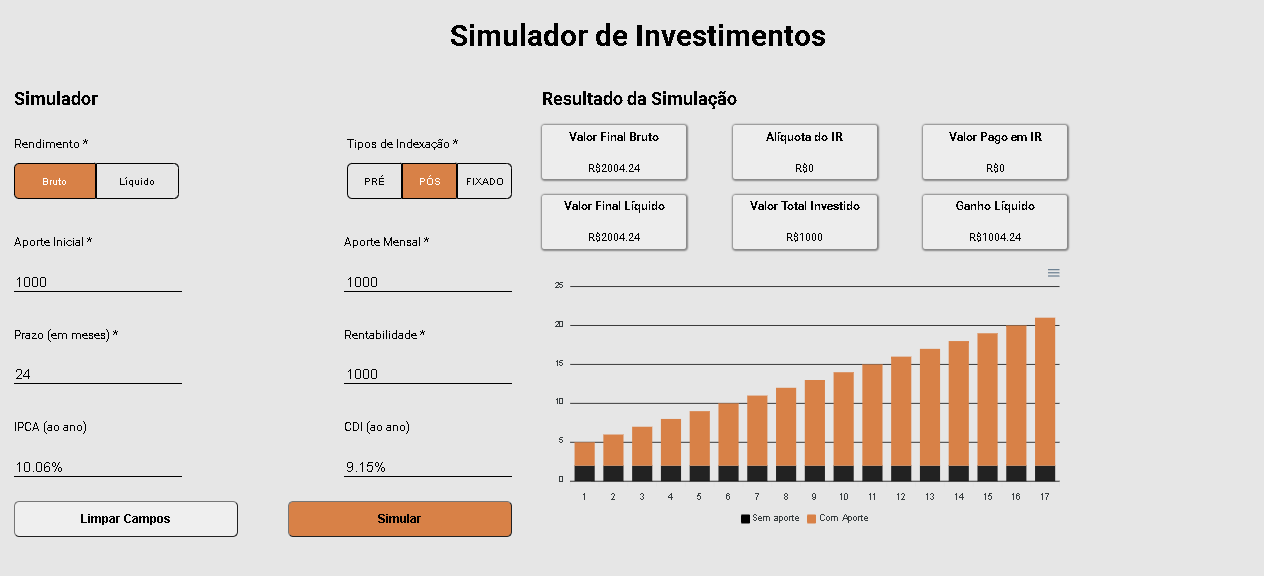 Simulador de Investimentos
Simulador
Rendimento *
Tipos de Indexação *
Bruto
Líquido
PRÉ
PÓS
FIXADO
Aporte Inicial *
Aporte Mensal *
1000
1000
Prazo (em meses) *
Rentabilidade *
24
1000
IPCA (ao ano)
CDI (ao ano)
10.06%
9.15%
Limpar Campos
Simular
Resultado da Simulação
Valor Final Bruto
R$2004.24
Alíquota do IR
R$0
Valor Pago em IR
R$0
Valor Final Líquido
R$2004.24
Valor Total Investido
R$1000
Ganho Líquido
R$1004.24
25
20
15
10
5
0
1 2 3 4 5 6 7 8 9 10 11 12 13 14 15 16 17
Sem aporte
Com Aporte